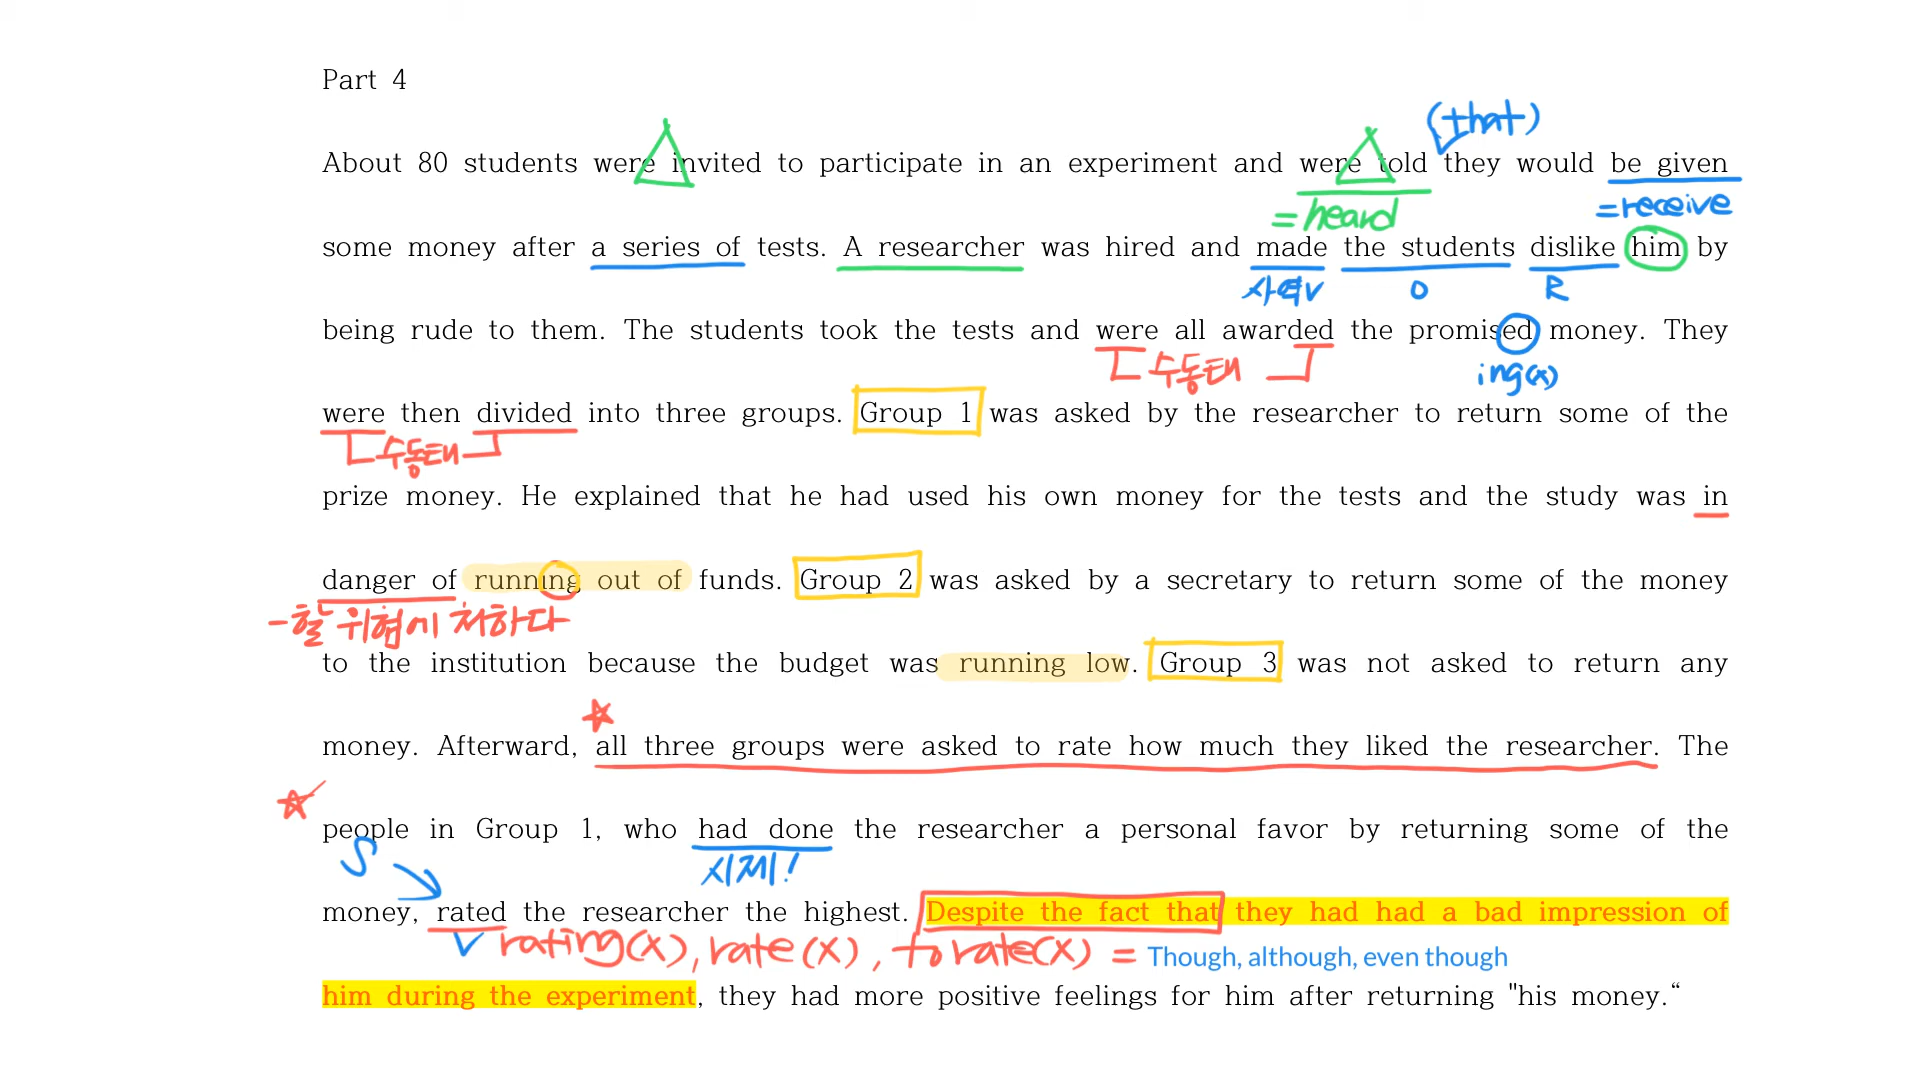 Part 4
(that)
About 80 students were invited to participate in an experiment and were told they would be given
=heard =receive
some money after a series of tests. A researcher was hired and made the students dislike him by
사역V O R
being rude to them. The students took the tests and were all awarded the promised money. They
수동태 ing(x)
were then divided into three groups. Group 1 was asked by the researcher to return some of the
수동태
prize money. He explained that he had used his own money for the tests and the study was in
danger of running out of funds. Group 2 was asked by a secretary to return some of the money
-할 위험에 처하다
to the institution because the budget was running low. Group 3 was not asked to return any
money. Afterward, all three groups were asked to rate how much they liked the researcher. The
people in Group 1, who had done the researcher a personal favor by returning some of the
S 시제!
money, rated the researcher the highest. Despite the fact that they had had a bad impression of
V rating(x), rate(x), to rate(x) = Though, although, even though
him during the experiment, they had more positive feelings for him after returning "his money.“